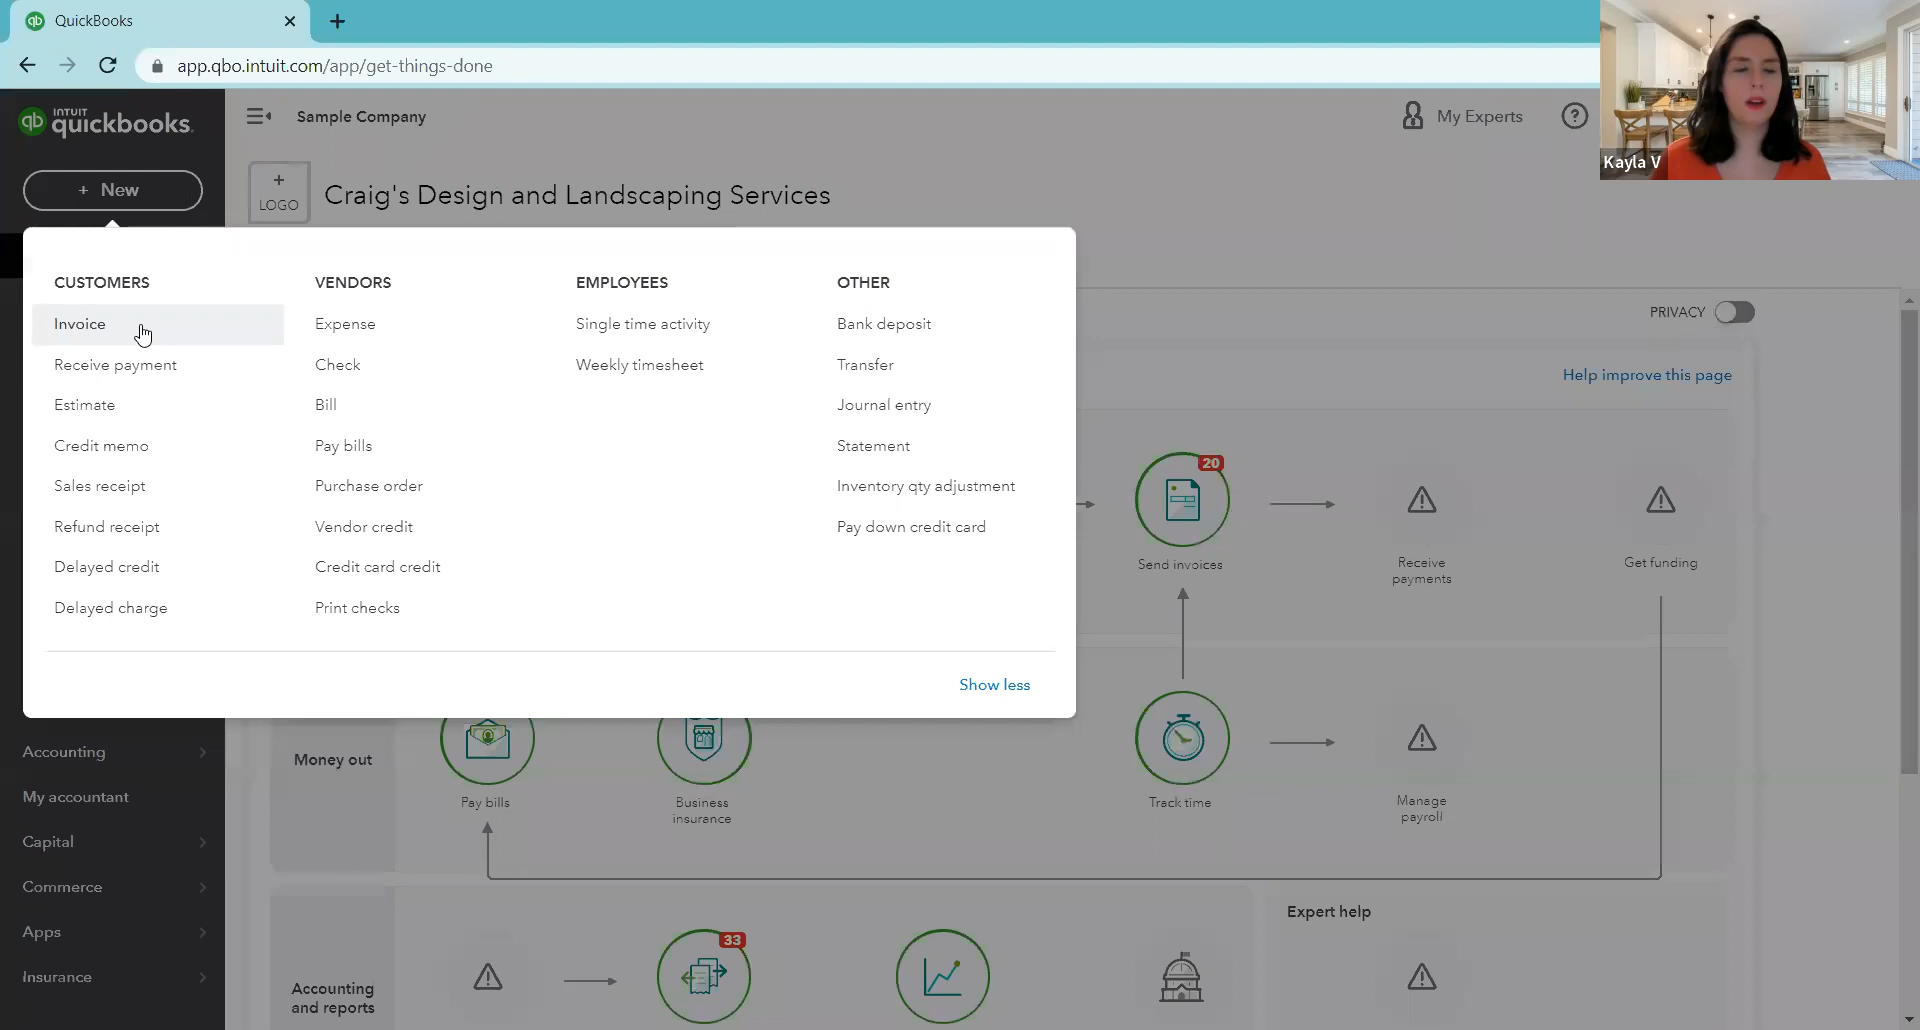 QuickBooks
app.qbo.intuit.com/app/get-things-done
Kayla V
INTUIT
quickbooks.
Sample Company
My Experts
+ New
+
LOGO
Craig's Design and Landscaping Services
CUSTOMERS
Invoice
Receive payment
Estimate
Credit memo
Sales receipt
Refund receipt
Delayed credit
Delayed charge
VENDORS
Expense
Check
Bill
Pay bills
Purchase order
Vendor credit
Credit card credit
Print checks
EMPLOYEES
Single time activity
Weekly timesheet
OTHER
Bank deposit
Transfer
Journal entry
Statement
Inventory qty adjustment
Pay down credit card
Show less
PRIVACY
Help improve this page
20
Send invoices
Receive
payments
Get funding
Accounting
My accountant
Capital
Commerce
Apps
Insurance
Money out
Pay bills
Business
insurance
Track time
Manage
payroll
Accounting
and reports
33
Expert help